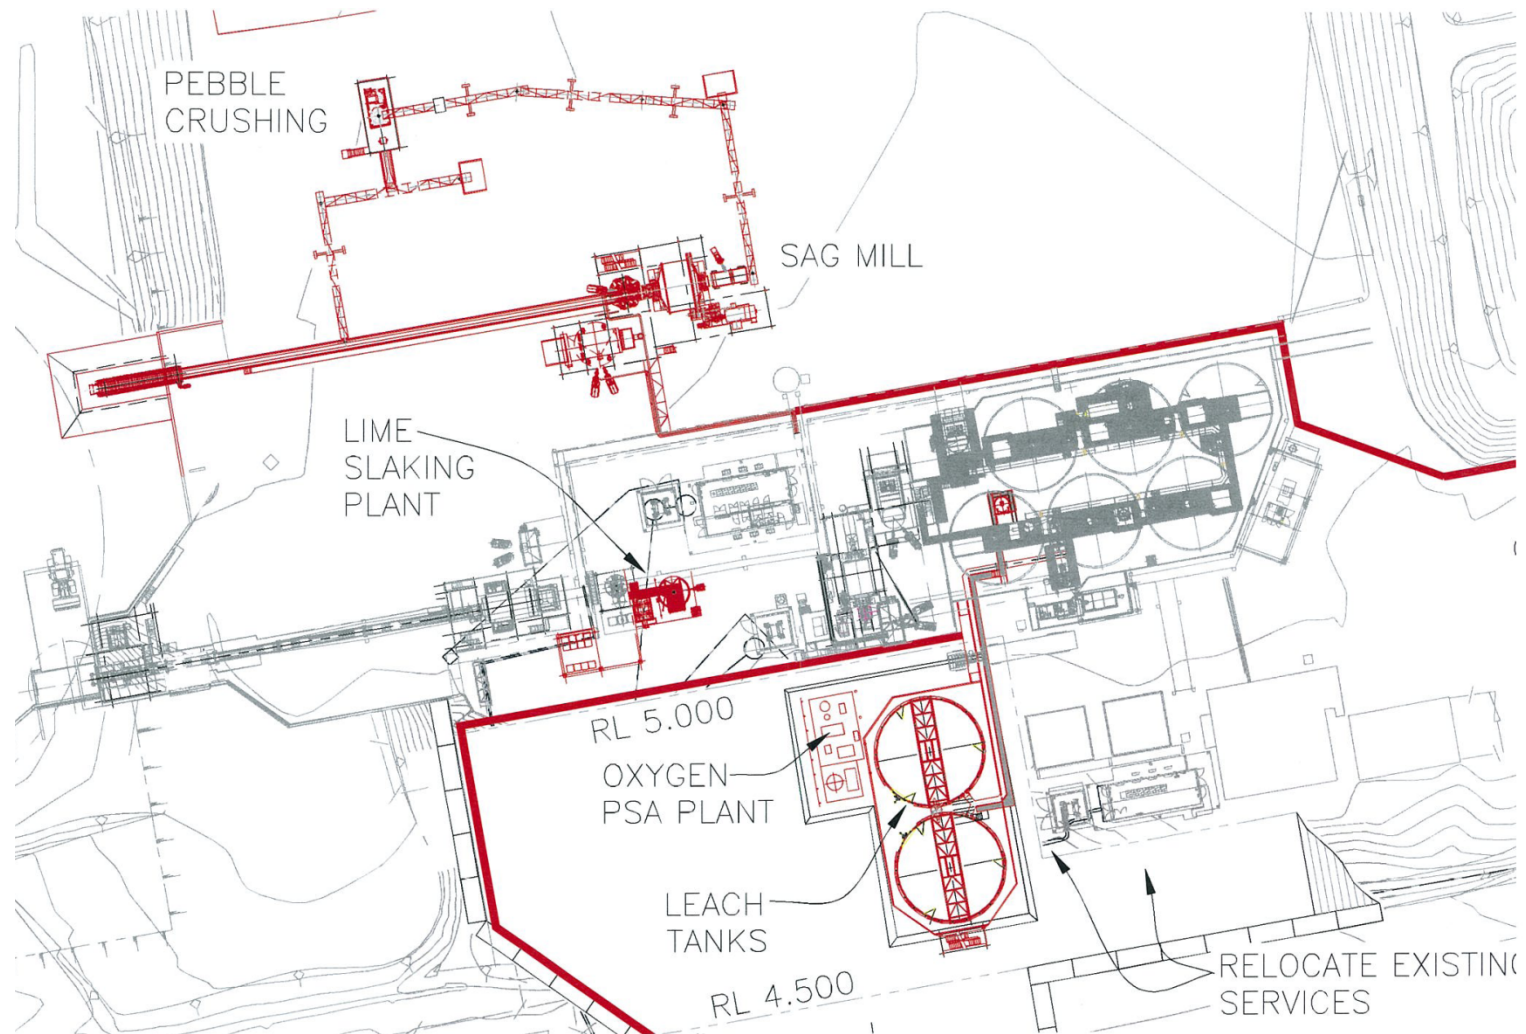 PEBBLE
CRUSHING
SAG MILL
LIME
SLAKING
PLANT
RL 5.000
OXYGEN
PSA PLANT
LEACH
TANKS
RL 4.500
RELOCATE EXISTING
SERVICES